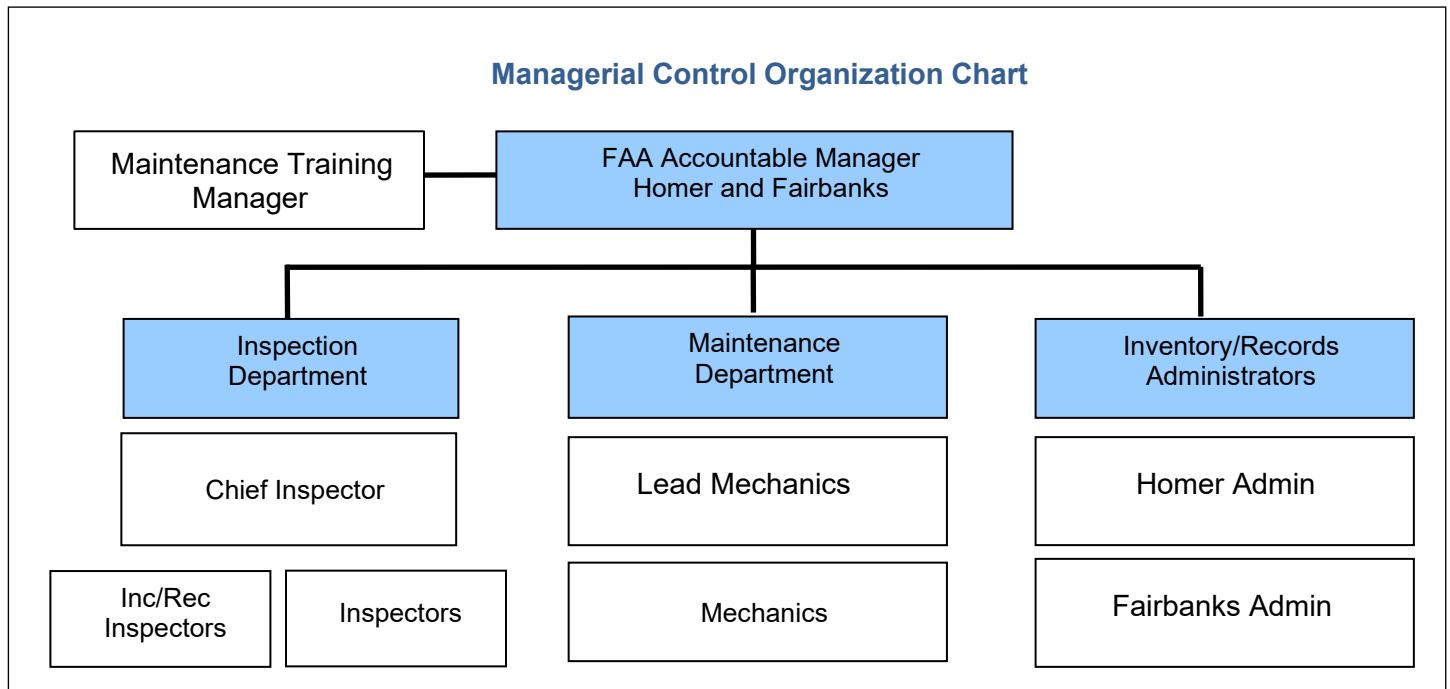 Managerial Control Organization Chart
Maintenance Training
Manager
FAA Accountable Manager
Homer and Fairbanks
Inspection
Department
Maintenance
Department
Inventory/Records
Administrators
Chief Inspector
Lead Mechanics
Homer Admin
Inc/Rec
Inspectors
Inspectors
Mechanics
Fairbanks Admin